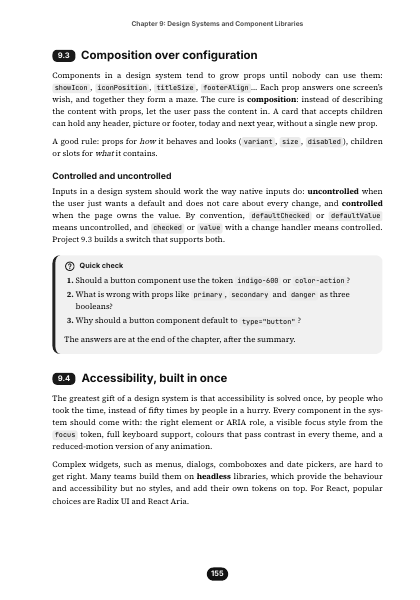 Chapter 9: Design Systems and Component Libraries
9.3 Composition over configuration
Components in a design system tend to grow props until nobody can use them:
showIcon, iconPosition, titleSize, footerAlign… Each prop answers one screen's
wish, and together they form a maze. The cure is composition: instead of describing
the content with props, let the user pass the content in. A card that accepts children
can hold any header, picture or footer, today and next year, without a single new prop.
A good rule: props for how it behaves and looks (variant, size, disabled), children
or slots for what it contains.
Controlled and uncontrolled
Inputs in a design system should work the way native inputs do: uncontrolled when
the user just wants a default and does not care about every change, and controlled
when the page owns the value. By convention, defaultChecked or defaultValue
means uncontrolled, and checked or value with a change handler means controlled.
Project 9.3 builds a switch that supports both.
? Quick check
1. Should a button component use the token indigo-600 or color-action?
2. What is wrong with props like primary, secondary and danger as three
booleans?
3. Why should a button component default to type="button"?
The answers are at the end of the chapter, after the summary.
9.4 Accessibility, built in once
The greatest gift of a design system is that accessibility is solved once, by people who
took the time, instead of fifty times by people in a hurry. Every component in the sys-
tem should come with: the right element or ARIA role, a visible focus style from the
focus token, full keyboard support, colours that pass contrast in every theme, and a
reduced-motion version of any animation.
Complex widgets, such as menus, dialogs, comboboxes and date pickers, are hard to
get right. Many teams build them on headless libraries, which provide the behaviour
and accessibility but no styles, and add their own tokens on top. For React, popular
choices are Radix UI and React Aria.
155